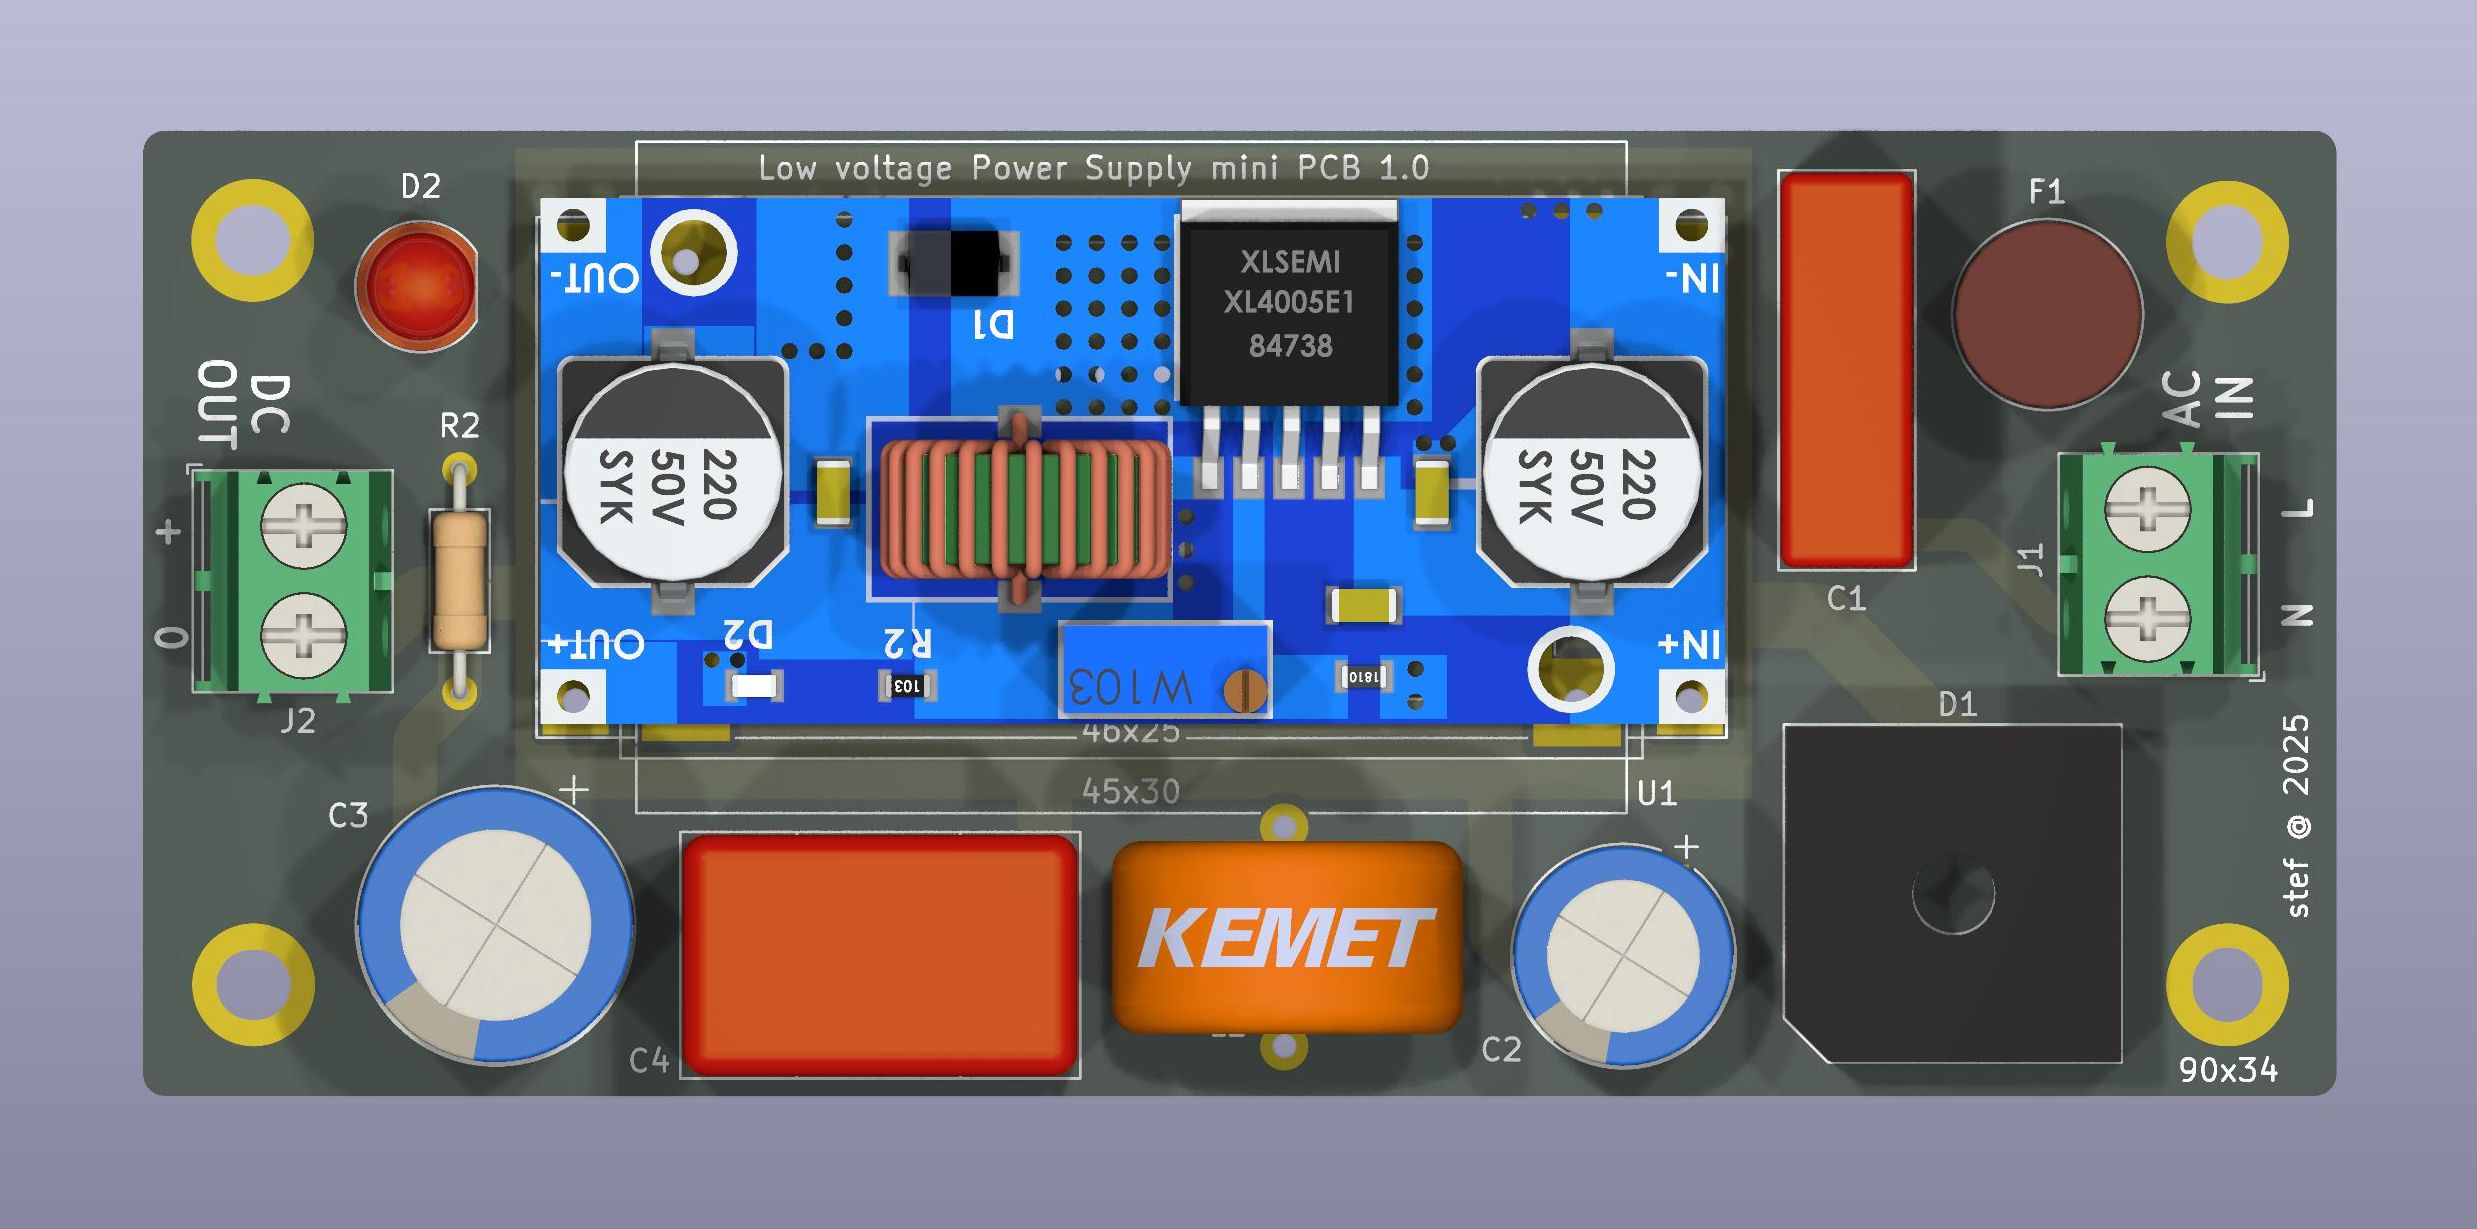 Low voltage Power Supply mini PCB 1.0
D2
F1
OUT-
D1
XLSEMI
XL4005E1
84738
IN-
DC
OUT
AC
IN
R2
220
50V
SYK
220
50V
SYK
+
0
J2
J1
L
N
C1
OUT+
D2
R2
W103
103
1810
IN+
46x25
45x30
U1
D1
C3
+
+
KEMET
C4
C2
stef @ 2025
90x34